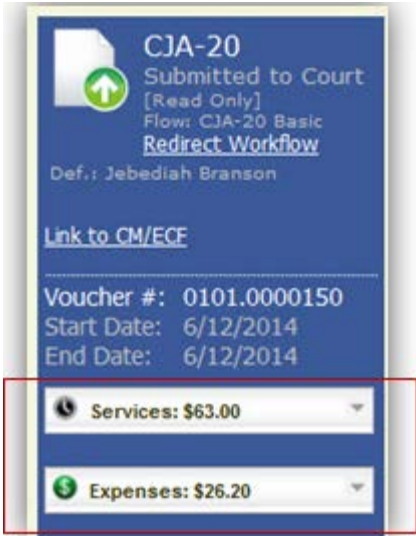 CJA-20
Submitted to Court
[Read Only]
Flow: CJA-20 Basic
Redirect Workflow
Def.: Jebediah Branson
Link to CM/ECF
Voucher #: 0101.0000150
Start Date: 6/12/2014
End Date: 6/12/2014
Services: $63.00
$ Expenses: $26.20